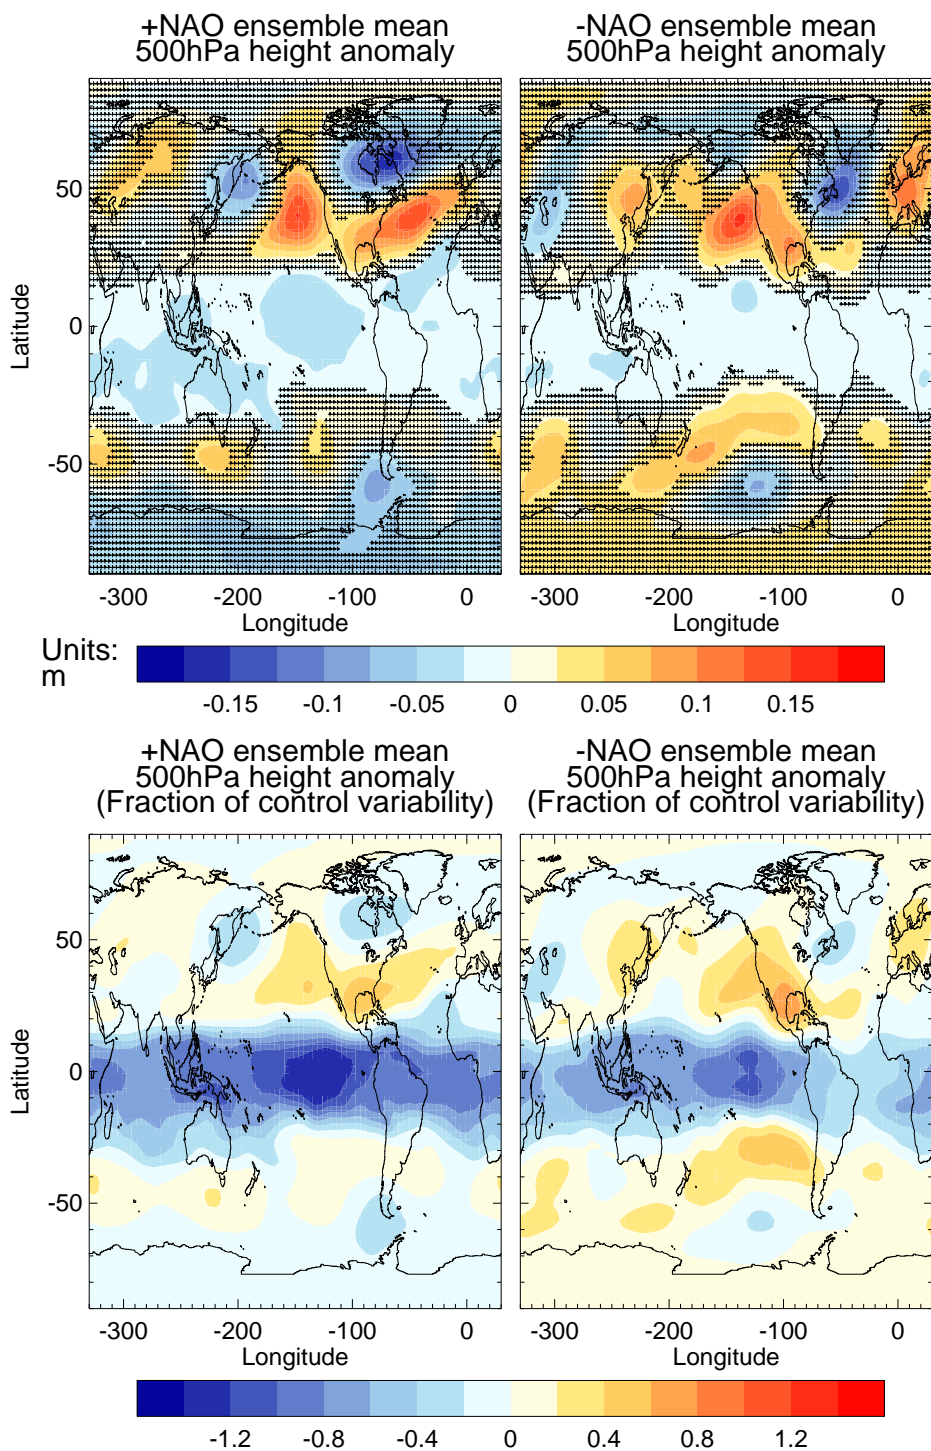 +NAO ensemble mean
500hPa height anomaly
-NAO ensemble mean
500hPa height anomaly
Latitude
50
0
-50
-300
-200
-100
0
Longitude
-300
-200
-100
0
Longitude
Units:
m
-0.15
-0.1
-0.05
0
0.05
0.1
0.15
+NAO ensemble mean
500hPa height anomaly
(Fraction of control variability)
-NAO ensemble mean
500hPa height anomaly
(Fraction of control variability)
Latitude
50
0
-50
-300
-200
-100
0
Longitude
-300
-200
-100
0
Longitude
-1.2
-0.8
-0.4
0
0.4
0.8
1.2